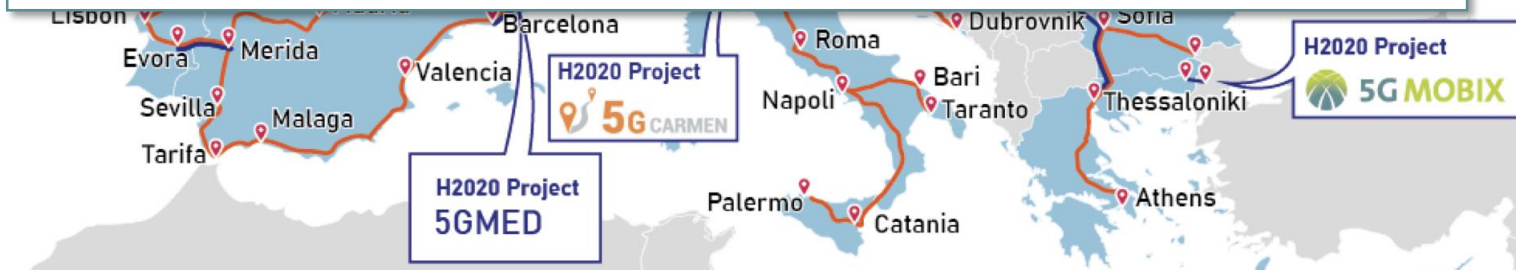 Lisbon
Barcelona
Dubrovnik
Sofia
Evora
Merida
Roma
H2020 Project
5G MOBIX
Valencia
H2020 Project
5G CARMEN
Bari
Sevilla
Napoli
Taranto
Thessaloniki
Malaga
Tarifa
H2020 Project
5GMED
Palermo
Catania
Athens